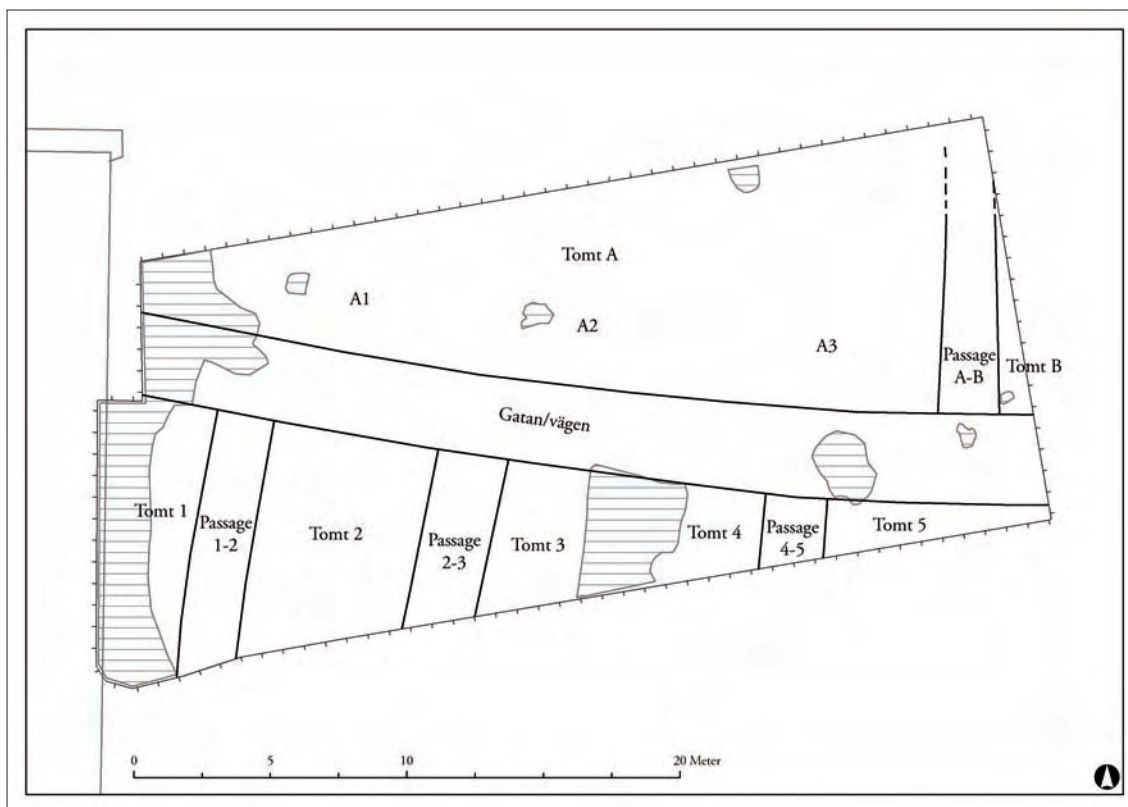 Tomt A
A1
A2
A3
Passage
A-B
Tomt B
Gatan/vägen
Tomt 1
Passage
1-2
Tomt 2
Passage
2-3
Tomt 3
Tomt 4
Passage
4-5
Tomt 5
0
5
10
20 Meter